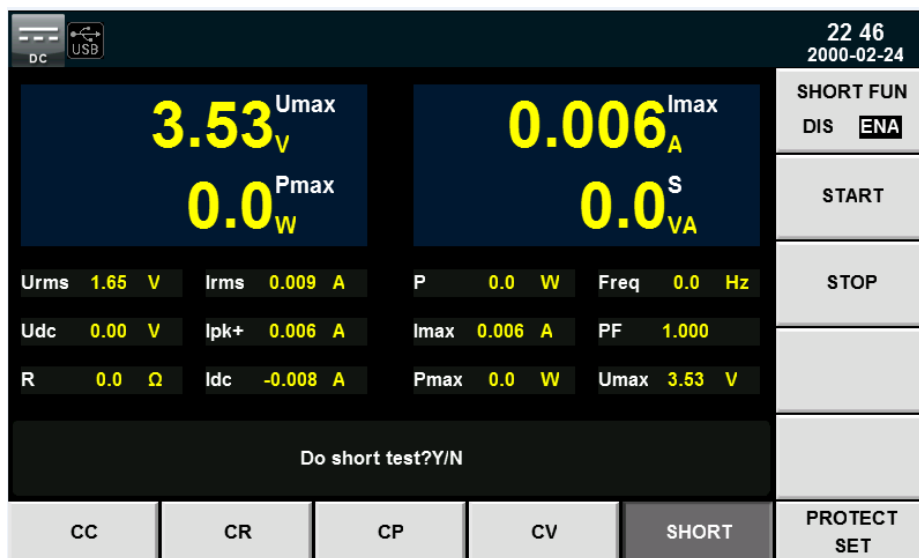 DC
USB
22 46
2000-02-24
3.53 V Umax
0.006 A Imax
0.0 W Pmax
0.0 VA S
Urms 1.65 V Irms 0.009 A P 0.0 W Freq 0.0 Hz
Udc 0.00 V Ipk+ 0.006 A Imax 0.006 A PF 1.000
R 0.0 Ω Idc -0.008 A Pmax 0.0 W Umax 3.53 V
Do short test?Y/N
SHORT FUN
DIS ENA
START
STOP
CC CR CP CV SHORT
PROTECT
SET